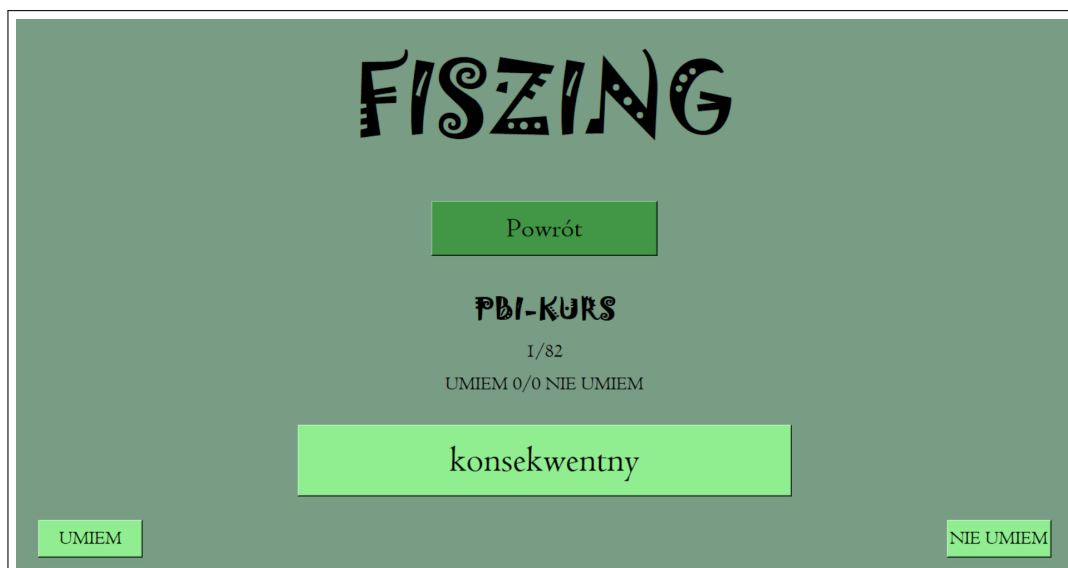 FISZING
Powrót
PBI-KURS
1/82
UMIEM 0/0 NIE UMIEM
konsekwentny
UMIEM
NIE UMIEM